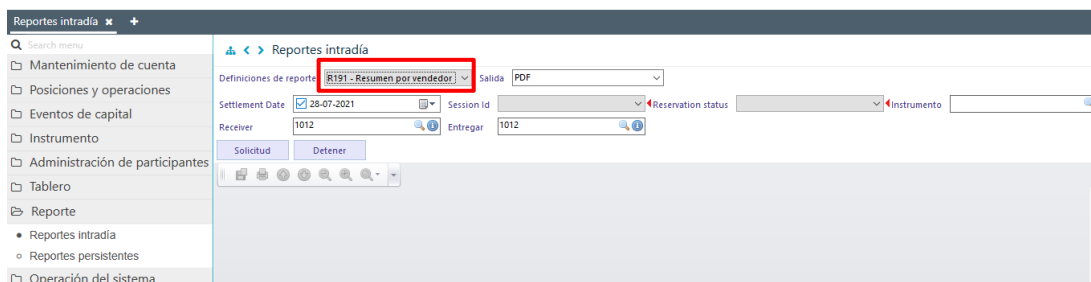 Reportes intradía × +
Search menu
Mantenimiento de cuenta
Posiciones y operaciones
Eventos de capital
Instrumento
Administración de participantes
Tablero
Reporte
Reportes intradía
Reportes persistentes
Operación del sistema
Reportes intradía
Definiciones de reporte R191 - Resumen por vendedor Salida PDF
Settlement Date 28-07-2021 Session Id Reservation status Instrumento
Receiver 1012 Entregar 1012
Solicitud Detener